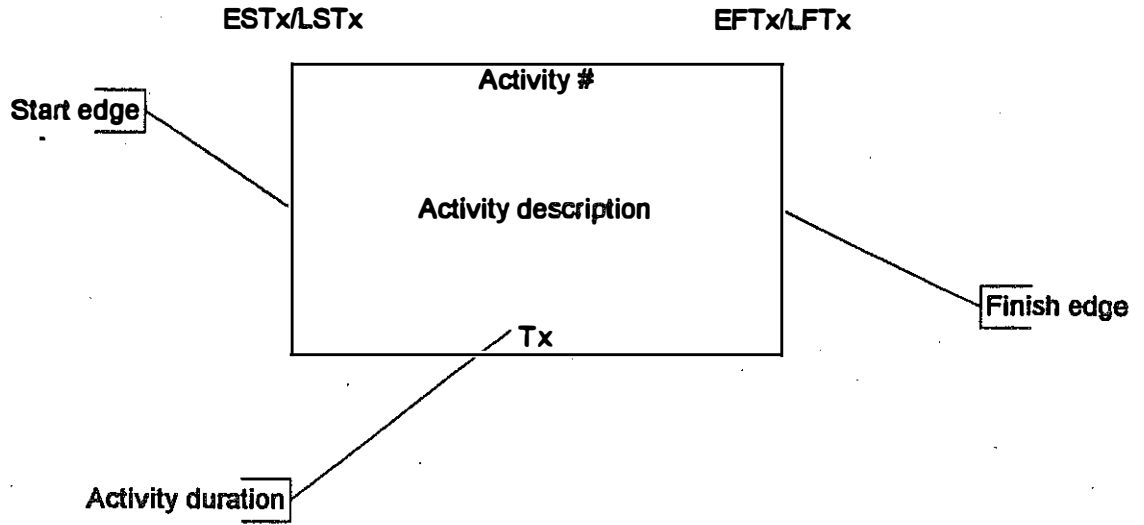 ESTx/LSTx
EFTx/LFTx
Activity #
Start edge
Activity description
Finish edge
Tx
Activity duration